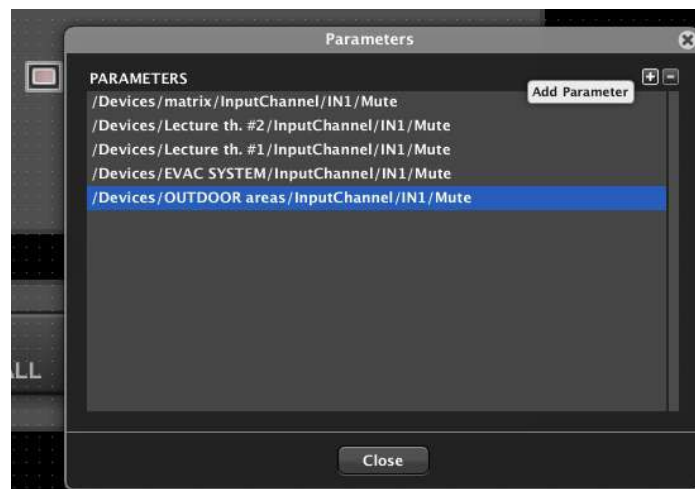 Parameters
PARAMETERS
Add Parameter
/Devices/matrix/InputChannel/IN1/Mute
/Devices/Lecture th. #2/InputChannel/IN1/Mute
/Devices/Lecture th. #1/InputChannel/IN1/Mute
/Devices/EVAC SYSTEM/InputChannel/IN1/Mute
/Devices/OUTDOOR areas/InputChannel/IN1/Mute
ALL
Close